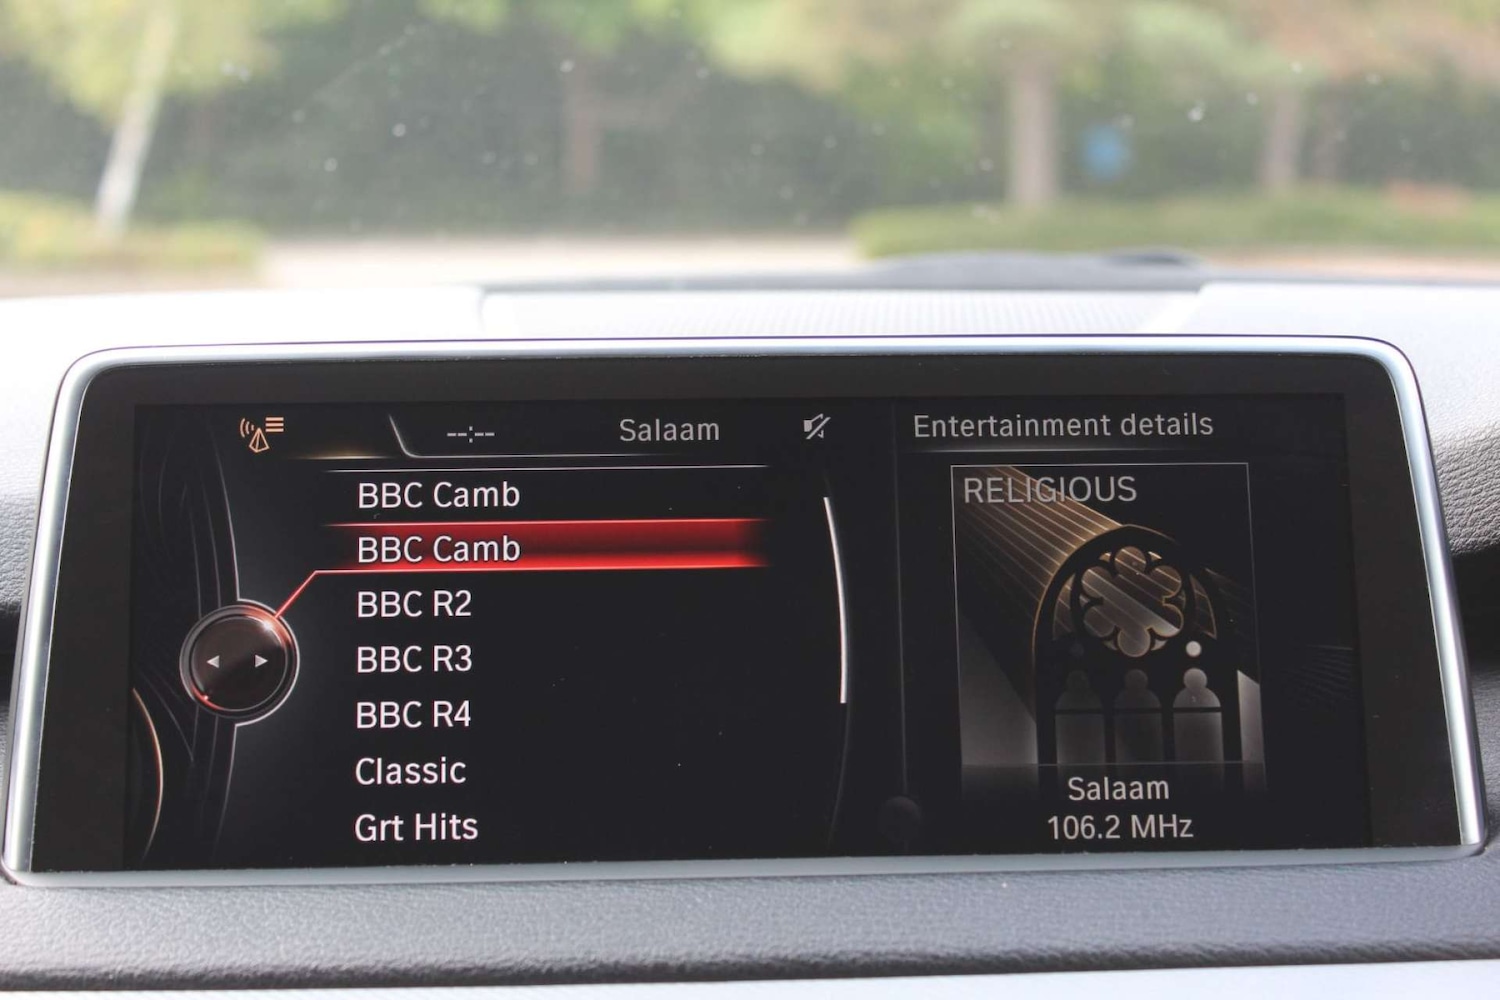 --:-- Salaam
BBC Camb
BBC Camb
BBC R2
BBC R3
BBC R4
Classic
Grt Hits
Entertainment details
RELIGIOUS
Salaam
106.2 MHz